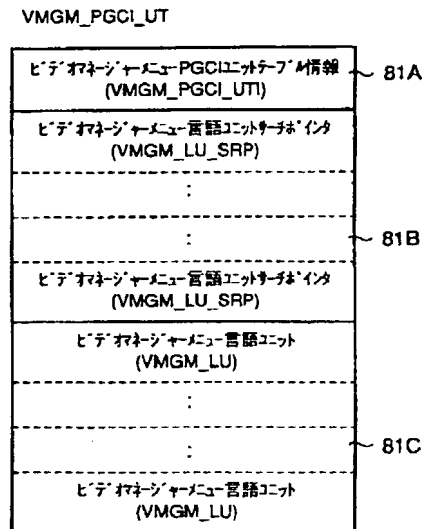 VMGM_PGCI_UT
ﾋﾞﾃﾞｵﾏﾈｰｼﾞｬｰﾒﾆｭｰPGCIﾕﾆｯﾄﾃｰﾌﾞﾙ情報
(VMGM_PGCI_UTI)
81A
ﾋﾞﾃﾞｵﾏﾈｰｼﾞｬｰﾒﾆｭｰ言語ﾕﾆｯﾄｻｰﾁﾎﾟｲﾝﾀ
(VMGM_LU_SRP)
:
:
81B
ﾋﾞﾃﾞｵﾏﾈｰｼﾞｬｰﾒﾆｭｰ言語ﾕﾆｯﾄｻｰﾁﾎﾟｲﾝﾀ
(VMGM_LU_SRP)
ﾋﾞﾃﾞｵﾏﾈｰｼﾞｬｰﾒﾆｭｰ言語ﾕﾆｯﾄ
(VMGM_LU)
:
:
81C
ﾋﾞﾃﾞｵﾏﾈｰｼﾞｬｰﾒﾆｭｰ言語ﾕﾆｯﾄ
(VMGM_LU)